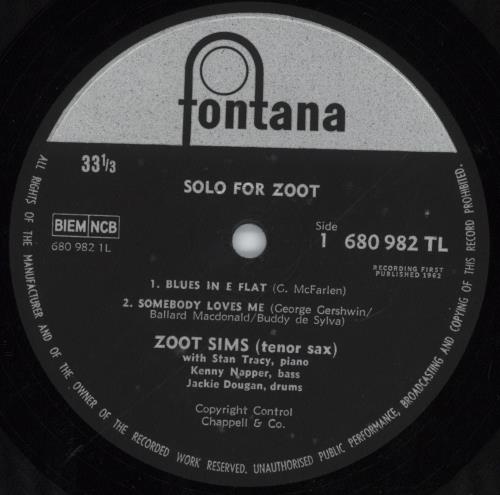 fontana
33 1/3
SOLO FOR ZOOT
BIEM NCB
680 982 1L
Side
1 680 982 TL
RECORDING FIRST
PUBLISHED 1962
1. BLUES IN E FLAT (G. McFarlen)
2. SOMEBODY LOVES ME (George Gershwin/
Ballard Macdonald/Buddy de Sylva)
ZOOT SIMS (tenor sax)
with Stan Tracy, piano
Kenny Napper, bass
Jackie Dougan, drums
Copyright Control
Chappell & Co.
ALL RIGHTS OF THE MANUFACTURER AND OF THE OWNER OF THE RECORDED WORK RESERVED. UNAUTHORISED PUBLIC PERFORMANCE, BROADCASTING AND COPYING OF THIS RECORD PROHIBITED.